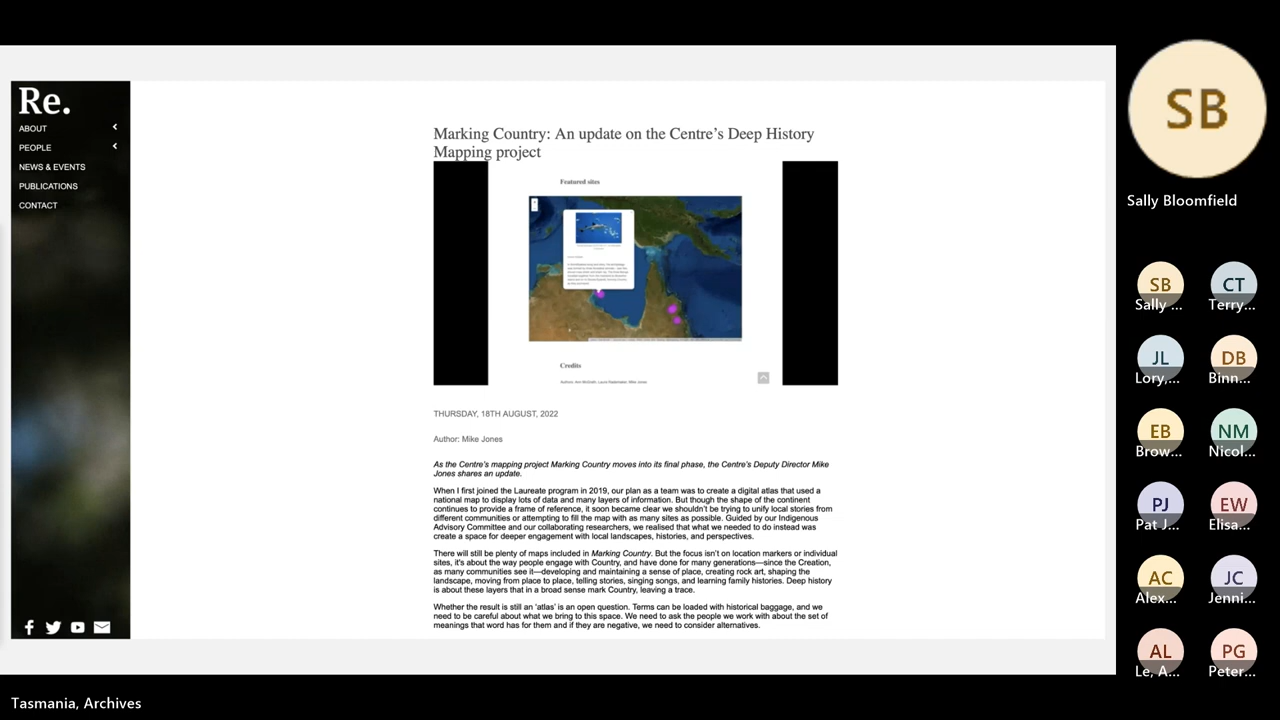 Re.
ABOUT
PEOPLE
NEWS & EVENTS
PUBLICATIONS
CONTACT
Marking Country: An update on the Centre's Deep History
Mapping project
Featured sites
Credits
Authors: Ann McGrath, Laura Rademaker, Mike Jones
THURSDAY, 18TH AUGUST, 2022
Author: Mike Jones
As the Centre's mapping project Marking Country moves into its final phase, the Centre's Deputy Director Mike
Jones shares an update.
When I first joined the Laureate program in 2019, our plan as a team was to create a digital atlas that used a
national map to display lots of data and many layers of information. But though the shape of the continent
continues to provide a frame of reference, it soon became clear we shouldn't be trying to unify local stories from
different communities or attempting to fill the map with as many sites as possible. Guided by our Indigenous
Advisory Committee and our collaborating researchers, we realised that what we needed to do instead was
create a space for deeper engagement with local landscapes, histories, and perspectives.
There will still be plenty of maps included in Marking Country. But the focus isn't on location markers or individual
sites, it's about the way people engage with Country, and have done for many generations—since the Creation,
as many communities see it—developing and maintaining a sense of place, creating rock art, shaping the
landscape, moving from place to place, telling stories, singing songs, and learning family histories. Deep history
is about these layers that in a broad sense mark Country, leaving a trace.
Whether the result is still an 'atlas' is an open question. Terms can be loaded with historical baggage, and we
need to be careful about what we bring to this space. We need to ask the people we work with about the set of
meanings that word has for them and if they are negative, we need to consider alternatives.
SB
Sally Bloomfield
SB
Sally ...
CT
Terry...
JL
Lory,...
DB
Binn...
EB
Brow...
NM
Nicol...
PJ
Pat J...
EW
Elisa...
AC
Alex...
JC
Jenni...
AL
Le, A...
PG
Peter...
Tasmania, Archives